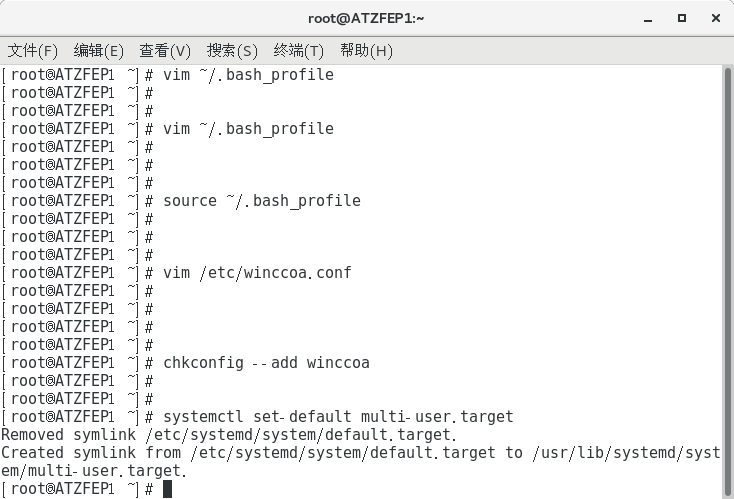 root@ATZFEP1:~
文件(F) 编辑(E) 查看(V) 搜索(S) 终端(T) 帮助(H)
[root@ATZFEP1 ~]# vim ~/.bash_profile
[root@ATZFEP1 ~]#
[root@ATZFEP1 ~]#
[root@ATZFEP1 ~]# vim ~/.bash_profile
[root@ATZFEP1 ~]#
[root@ATZFEP1 ~]#
[root@ATZFEP1 ~]#
[root@ATZFEP1 ~]# source ~/.bash_profile
[root@ATZFEP1 ~]#
[root@ATZFEP1 ~]#
[root@ATZFEP1 ~]#
[root@ATZFEP1 ~]# vim /etc/winccoa.conf
[root@ATZFEP1 ~]#
[root@ATZFEP1 ~]#
[root@ATZFEP1 ~]#
[root@ATZFEP1 ~]#
[root@ATZFEP1 ~]# chkconfig --add winccoa
[root@ATZFEP1 ~]#
[root@ATZFEP1 ~]#
[root@ATZFEP1 ~]# systemctl set-default multi-user.target
Removed symlink /etc/systemd/system/default.target.
Created symlink from /etc/systemd/system/default.target to /usr/lib/systemd/syst
em/multi-user.target.
[root@ATZFEP1 ~]#